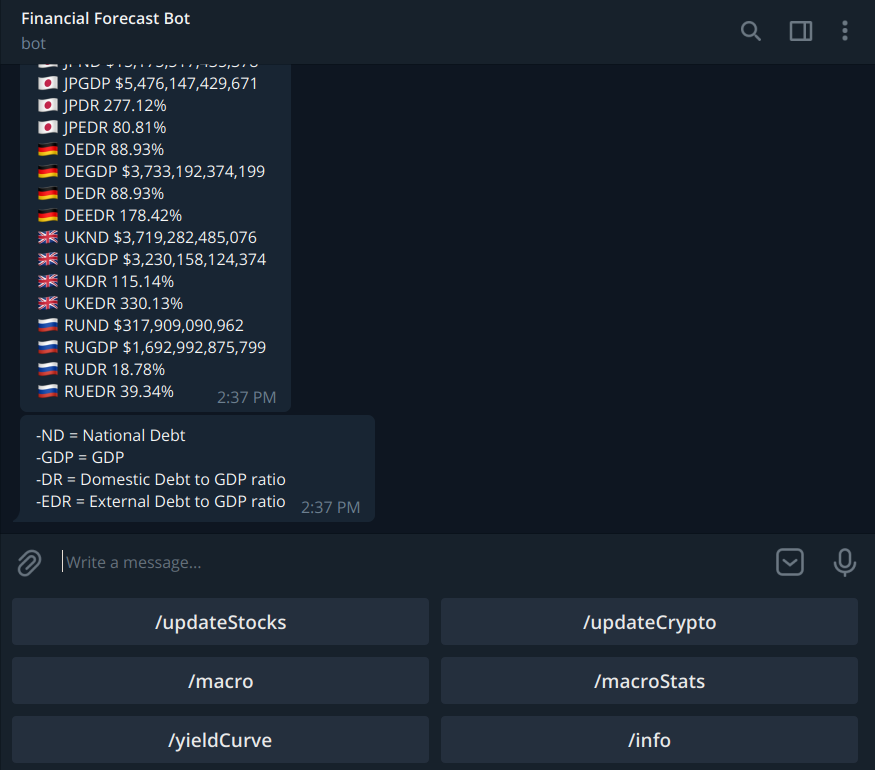 Financial Forecast Bot
bot
JPGDP $5,476,147,429,671
JPDR 277.12%
JPEDR 80.81%
DEDR 88.93%
DEGDP $3,733,192,374,199
DEDR 88.93%
DEEDR 178.42%
UKND $3,719,282,485,076
UKGDP $3,230,158,124,374
UKDR 115.14%
UKEDR 330.13%
RUND $317,909,090,962
RUGDP $1,692,992,875,799
RUDR 18.78%
RUEDR 39.34%
2:37 PM
-ND = National Debt
-GDP = GDP
-DR = Domestic Debt to GDP ratio
-EDR = External Debt to GDP ratio
2:37 PM
Write a message...
/updateStocks
/updateCrypto
/macro
/macroStats
/yieldCurve
/info